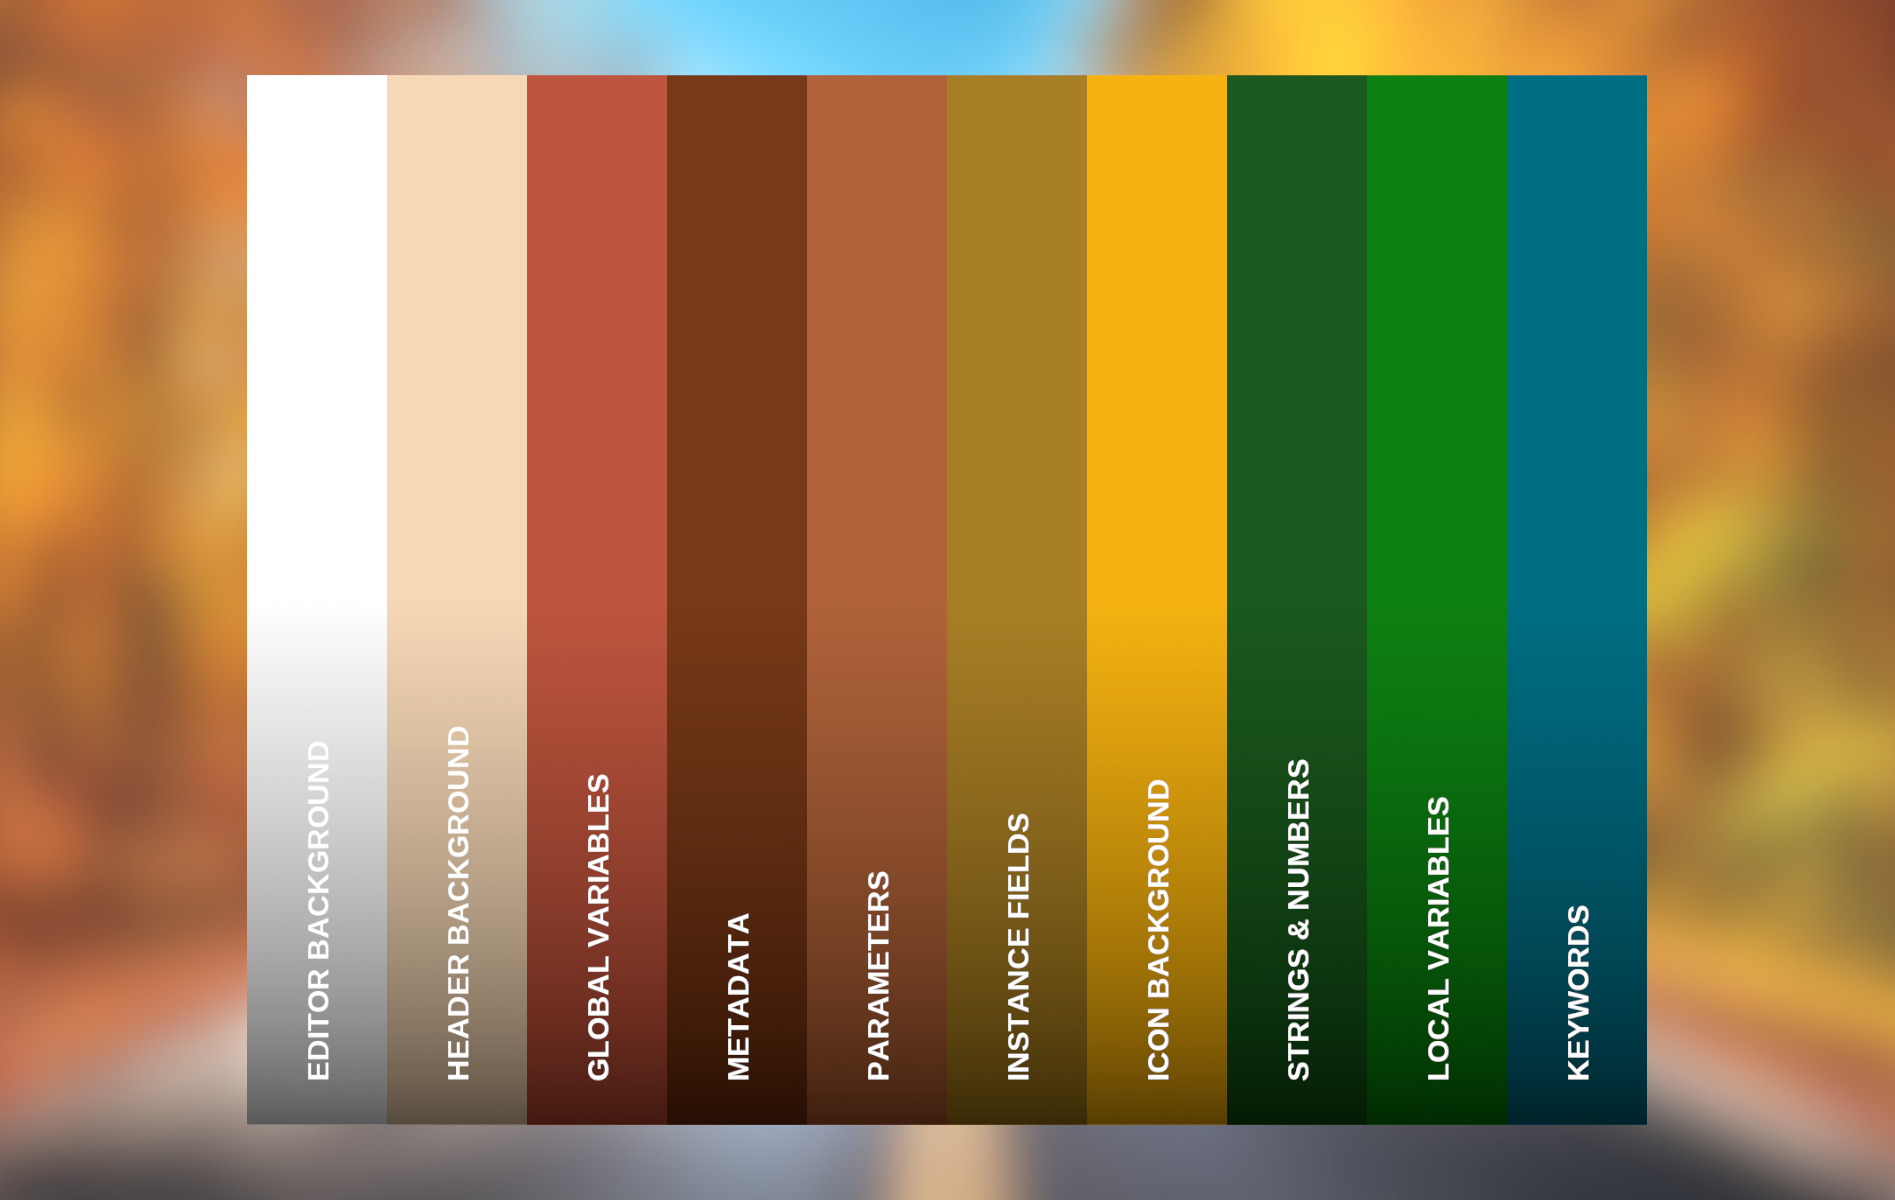 EDITOR BACKGROUND
HEADER BACKGROUND
GLOBAL VARIABLES
METADATA
PARAMETERS
INSTANCE FIELDS
ICON BACKGROUND
STRINGS & NUMBERS
LOCAL VARIABLES
KEYWORDS